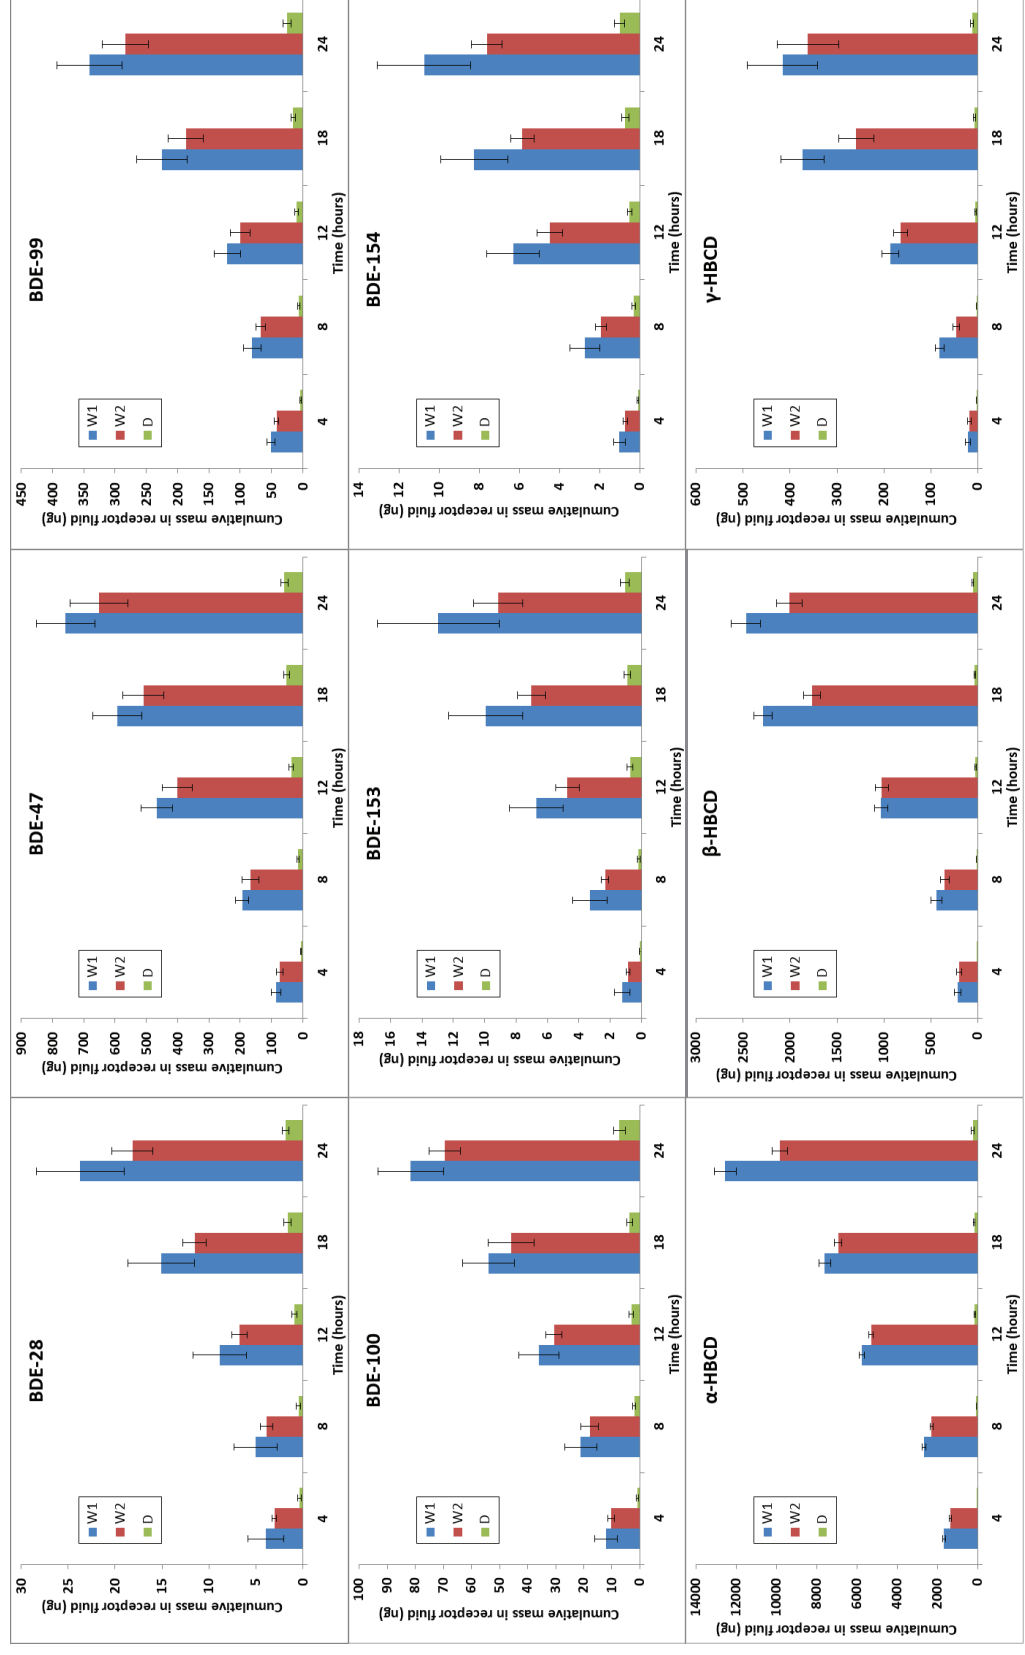 BDE-28
Cumulative mass in receptor fluid (ng)
30
25
20
15
10
5
0
W1
W2
D
4 8 12 18 24
Time (hours)
BDE-47
Cumulative mass in receptor fluid (ng)
900
800
700
600
500
400
300
200
100
0
W1
W2
D
4 8 12 18 24
Time (hours)
BDE-99
Cumulative mass in receptor fluid (ng)
450
400
350
300
250
200
150
100
50
0
W1
W2
D
4 8 12 18 24
Time (hours)
BDE-100
Cumulative mass in receptor fluid (ng)
100
90
80
70
60
50
40
30
20
10
0
W1
W2
D
4 8 12 18 24
Time (hours)
BDE-153
Cumulative mass in receptor fluid (ng)
18
16
14
12
10
8
6
4
2
0
W1
W2
D
4 8 12 18 24
Time (hours)
BDE-154
Cumulative mass in receptor fluid (ng)
14
12
10
8
6
4
2
0
W1
W2
D
4 8 12 18 24
Time (hours)
α-HBCD
Cumulative mass in receptor fluid (ng)
14000
12000
10000
8000
6000
4000
2000
0
W1
W2
D
4 8 12 18 24
Time (hours)
β-HBCD
Cumulative mass in receptor fluid (ng)
3000
2500
2000
1500
1000
500
0
W1
W2
D
4 8 12 18 24
Time (hours)
γ-HBCD
Cumulative mass in receptor fluid (ng)
600
500
400
300
200
100
0
W1
W2
D
4 8 12 18 24
Time (hours)